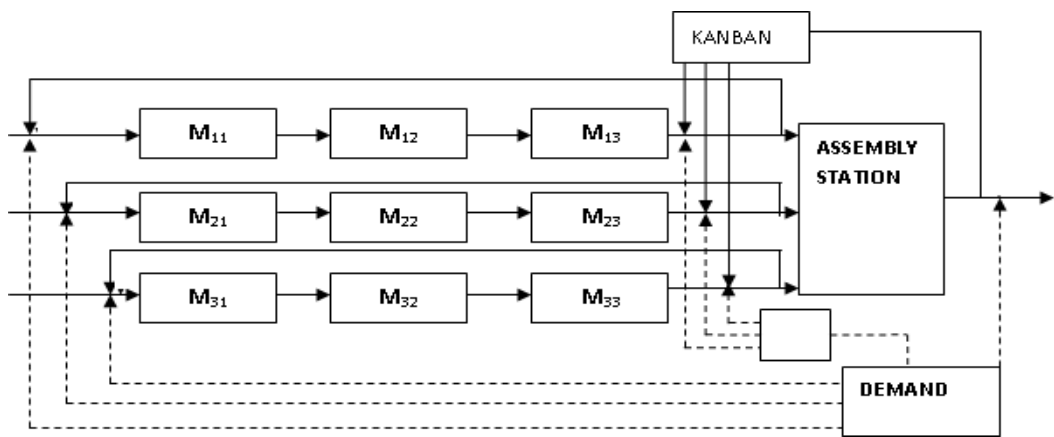 KANBAN
M₁₁ M₁₂ M₁₃
ASSEMBLY
STATION
M₂₁ M₂₂ M₂₃
M₃₁ M₃₂ M₃₃
DEMAND